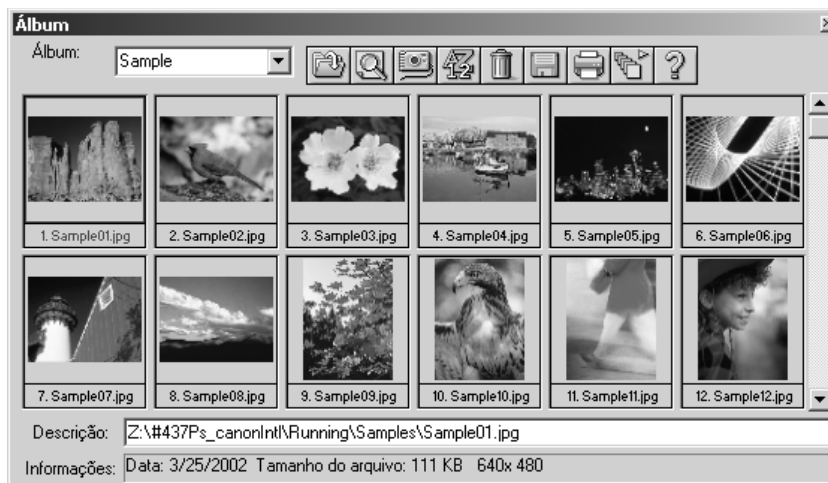 Álbum
Álbum: Sample
1. Sample01.jpg 2. Sample02.jpg 3. Sample03.jpg 4. Sample04.jpg 5. Sample05.jpg 6. Sample06.jpg
7. Sample07.jpg 8. Sample08.jpg 9. Sample09.jpg 10. Sample10.jpg 11. Sample11.jpg 12. Sample12.jpg
Descrição: Z:\#437Ps_canonIntl\Running\Samples\Sample01.jpg
Informações: Data: 3/25/2002 Tamanho do arquivo: 111 KB 640x 480